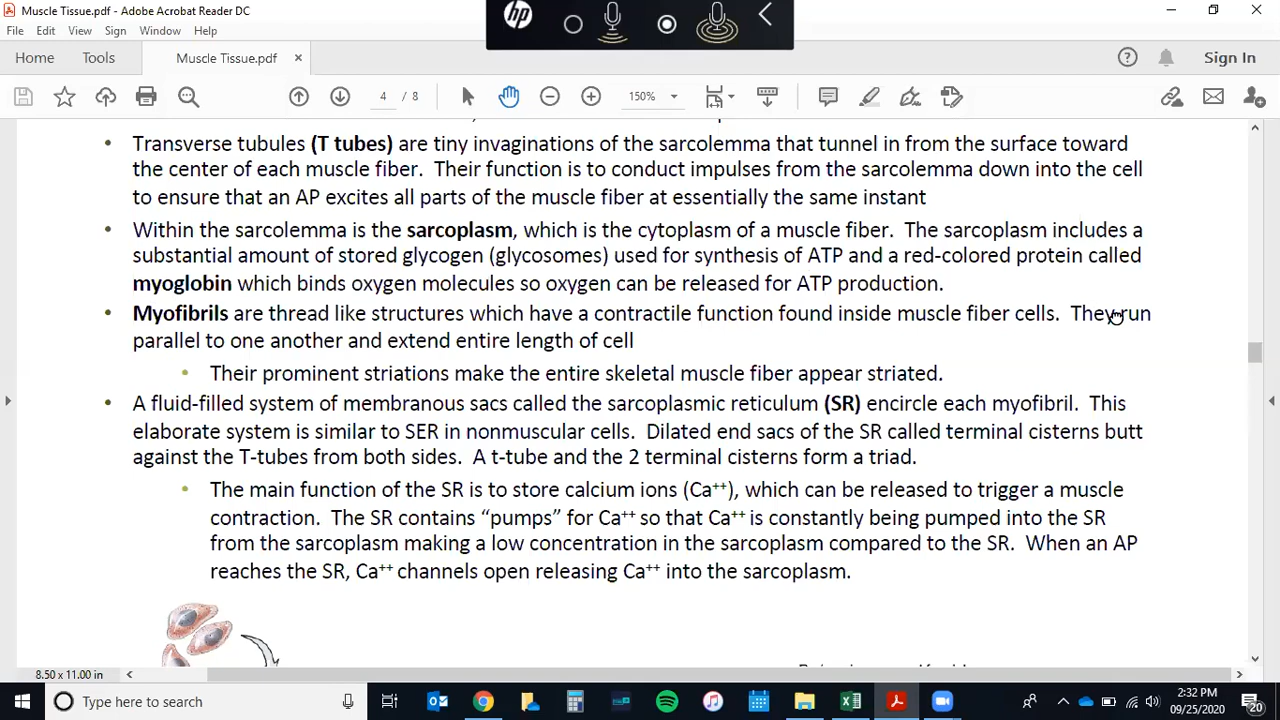 Muscle Tissue.pdf - Adobe Acrobat Reader DC
hp
File Edit View Sign Window Help
Home Tools Muscle Tissue.pdf × Sign In
4 / 8 150%
• Transverse tubules (T tubes) are tiny invaginations of the sarcolemma that tunnel in from the surface toward
the center of each muscle fiber. Their function is to conduct impulses from the sarcolemma down into the cell
to ensure that an AP excites all parts of the muscle fiber at essentially the same instant
• Within the sarcolemma is the sarcoplasm, which is the cytoplasm of a muscle fiber. The sarcoplasm includes a
substantial amount of stored glycogen (glycosomes) used for synthesis of ATP and a red-colored protein called
myoglobin which binds oxygen molecules so oxygen can be released for ATP production.
• Myofibrils are thread like structures which have a contractile function found inside muscle fiber cells. They run
parallel to one another and extend entire length of cell
• Their prominent striations make the entire skeletal muscle fiber appear striated.
• A fluid-filled system of membranous sacs called the sarcoplasmic reticulum (SR) encircle each myofibril. This
elaborate system is similar to SER in nonmuscular cells. Dilated end sacs of the SR called terminal cisterns butt
against the T-tubes from both sides. A t-tube and the 2 terminal cisterns form a triad.
• The main function of the SR is to store calcium ions (Ca⁺⁺), which can be released to trigger a muscle
contraction. The SR contains “pumps” for Ca⁺⁺ so that Ca⁺⁺ is constantly being pumped into the SR
from the sarcoplasm making a low concentration in the sarcoplasm compared to the SR. When an AP
reaches the SR, Ca⁺⁺ channels open releasing Ca⁺⁺ into the sarcoplasm.
8.50 x 11.00 in
Type here to search
2:32 PM
09/25/2020
20